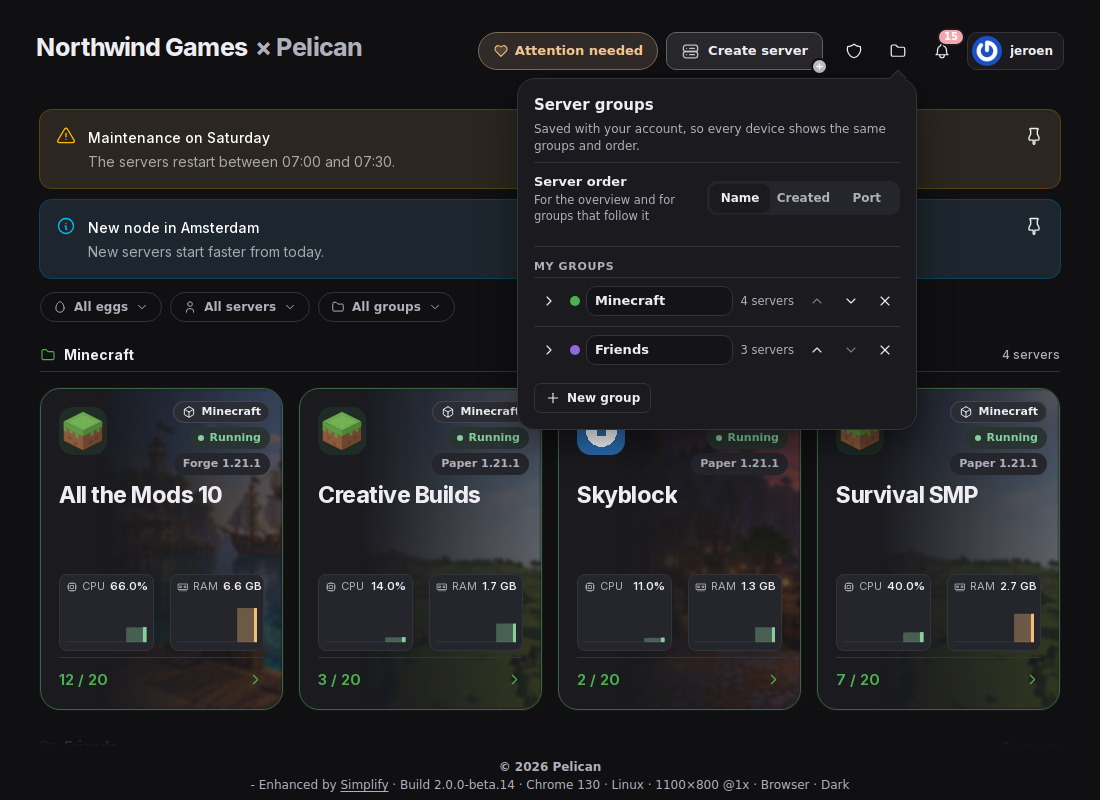 Northwind Games × Pelican
Attention needed
Create server
15
jeroen
Maintenance on Saturday
The servers restart between 07:00 and 07:30.
New node in Amsterdam
New servers start faster from today.
Server groups
Saved with your account, so every device shows the same
groups and order.
Server order
For the overview and for
groups that follow it
Name Created Port
MY GROUPS
Minecraft 4 servers
Friends 3 servers
New group
All eggs All servers All groups
Minecraft 4 servers
Minecraft
Running
Forge 1.21.1
All the Mods 10
CPU 66.0% RAM 6.6 GB
12 / 20
Minecraft
Running
Paper 1.21.1
Creative Builds
CPU 14.0% RAM 1.7 GB
3 / 20
Running
Paper 1.21.1
Skyblock
CPU 11.0% RAM 1.3 GB
2 / 20
Minecraft
Running
Paper 1.21.1
Survival SMP
CPU 40.0% RAM 2.7 GB
7 / 20
Friends
© 2026 Pelican
- Enhanced by Simplify · Build 2.0.0-beta.14 · Chrome 130 · Linux · 1100×800 @1x · Browser · Dark